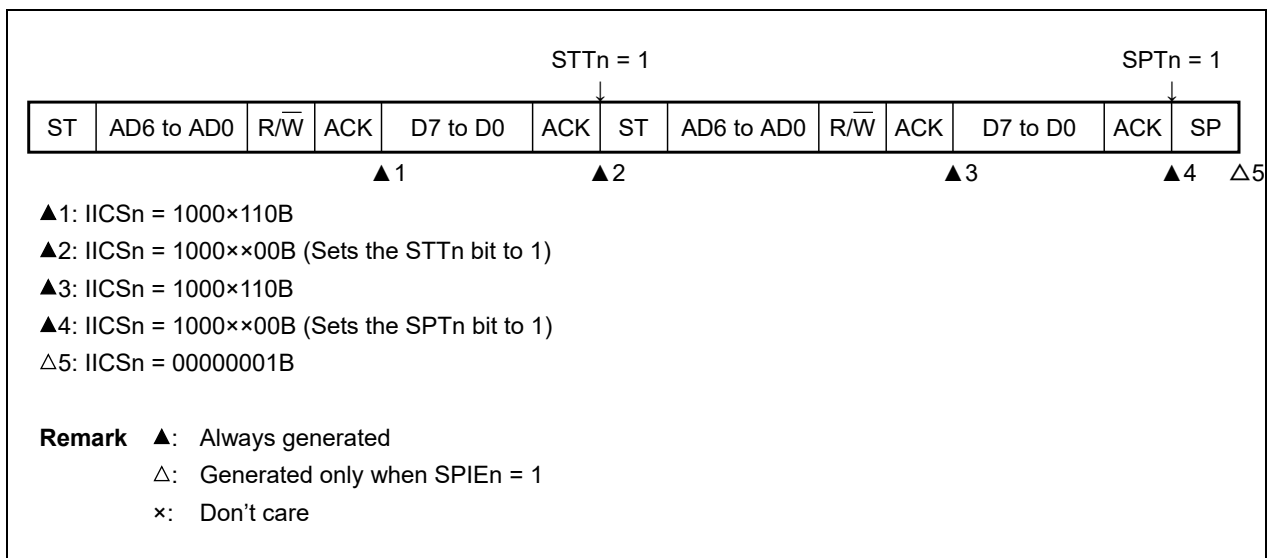 STTn = 1 SPTn = 1
↓ ↓
ST AD6 to AD0 R/W̅ ACK D7 to D0 ACK ST AD6 to AD0 R/W̅ ACK D7 to D0 ACK SP
▲1 ▲2 ▲3 ▲4 △5
▲1: IICSn = 1000×110B
▲2: IICSn = 1000××00B (Sets the STTn bit to 1)
▲3: IICSn = 1000×110B
▲4: IICSn = 1000××00B (Sets the SPTn bit to 1)
△5: IICSn = 00000001B
Remark ▲: Always generated
△: Generated only when SPIEn = 1
×: Don't care